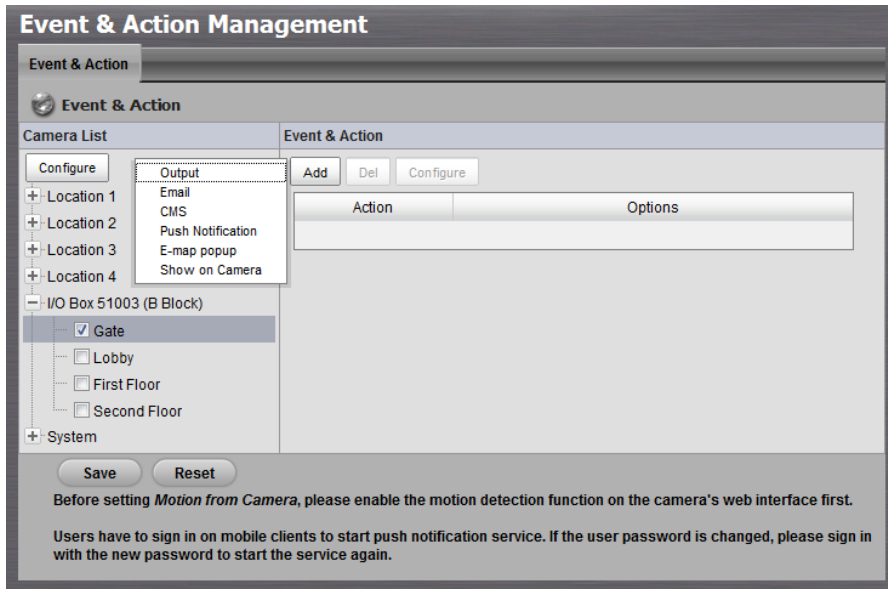 Event & Action Management
Event & Action
Event & Action
Camera List
Event & Action
Configure
Output
Email
CMS
Push Notification
E-map popup
Show on Camera
Add Del Configure
Action Options
Location 1
Location 2
Location 3
Location 4
I/O Box 51003 (B Block)
Gate
Lobby
First Floor
Second Floor
System
Save Reset
Before setting Motion from Camera, please enable the motion detection function on the camera's web interface first.
Users have to sign in on mobile clients to start push notification service. If the user password is changed, please sign in
with the new password to start the service again.